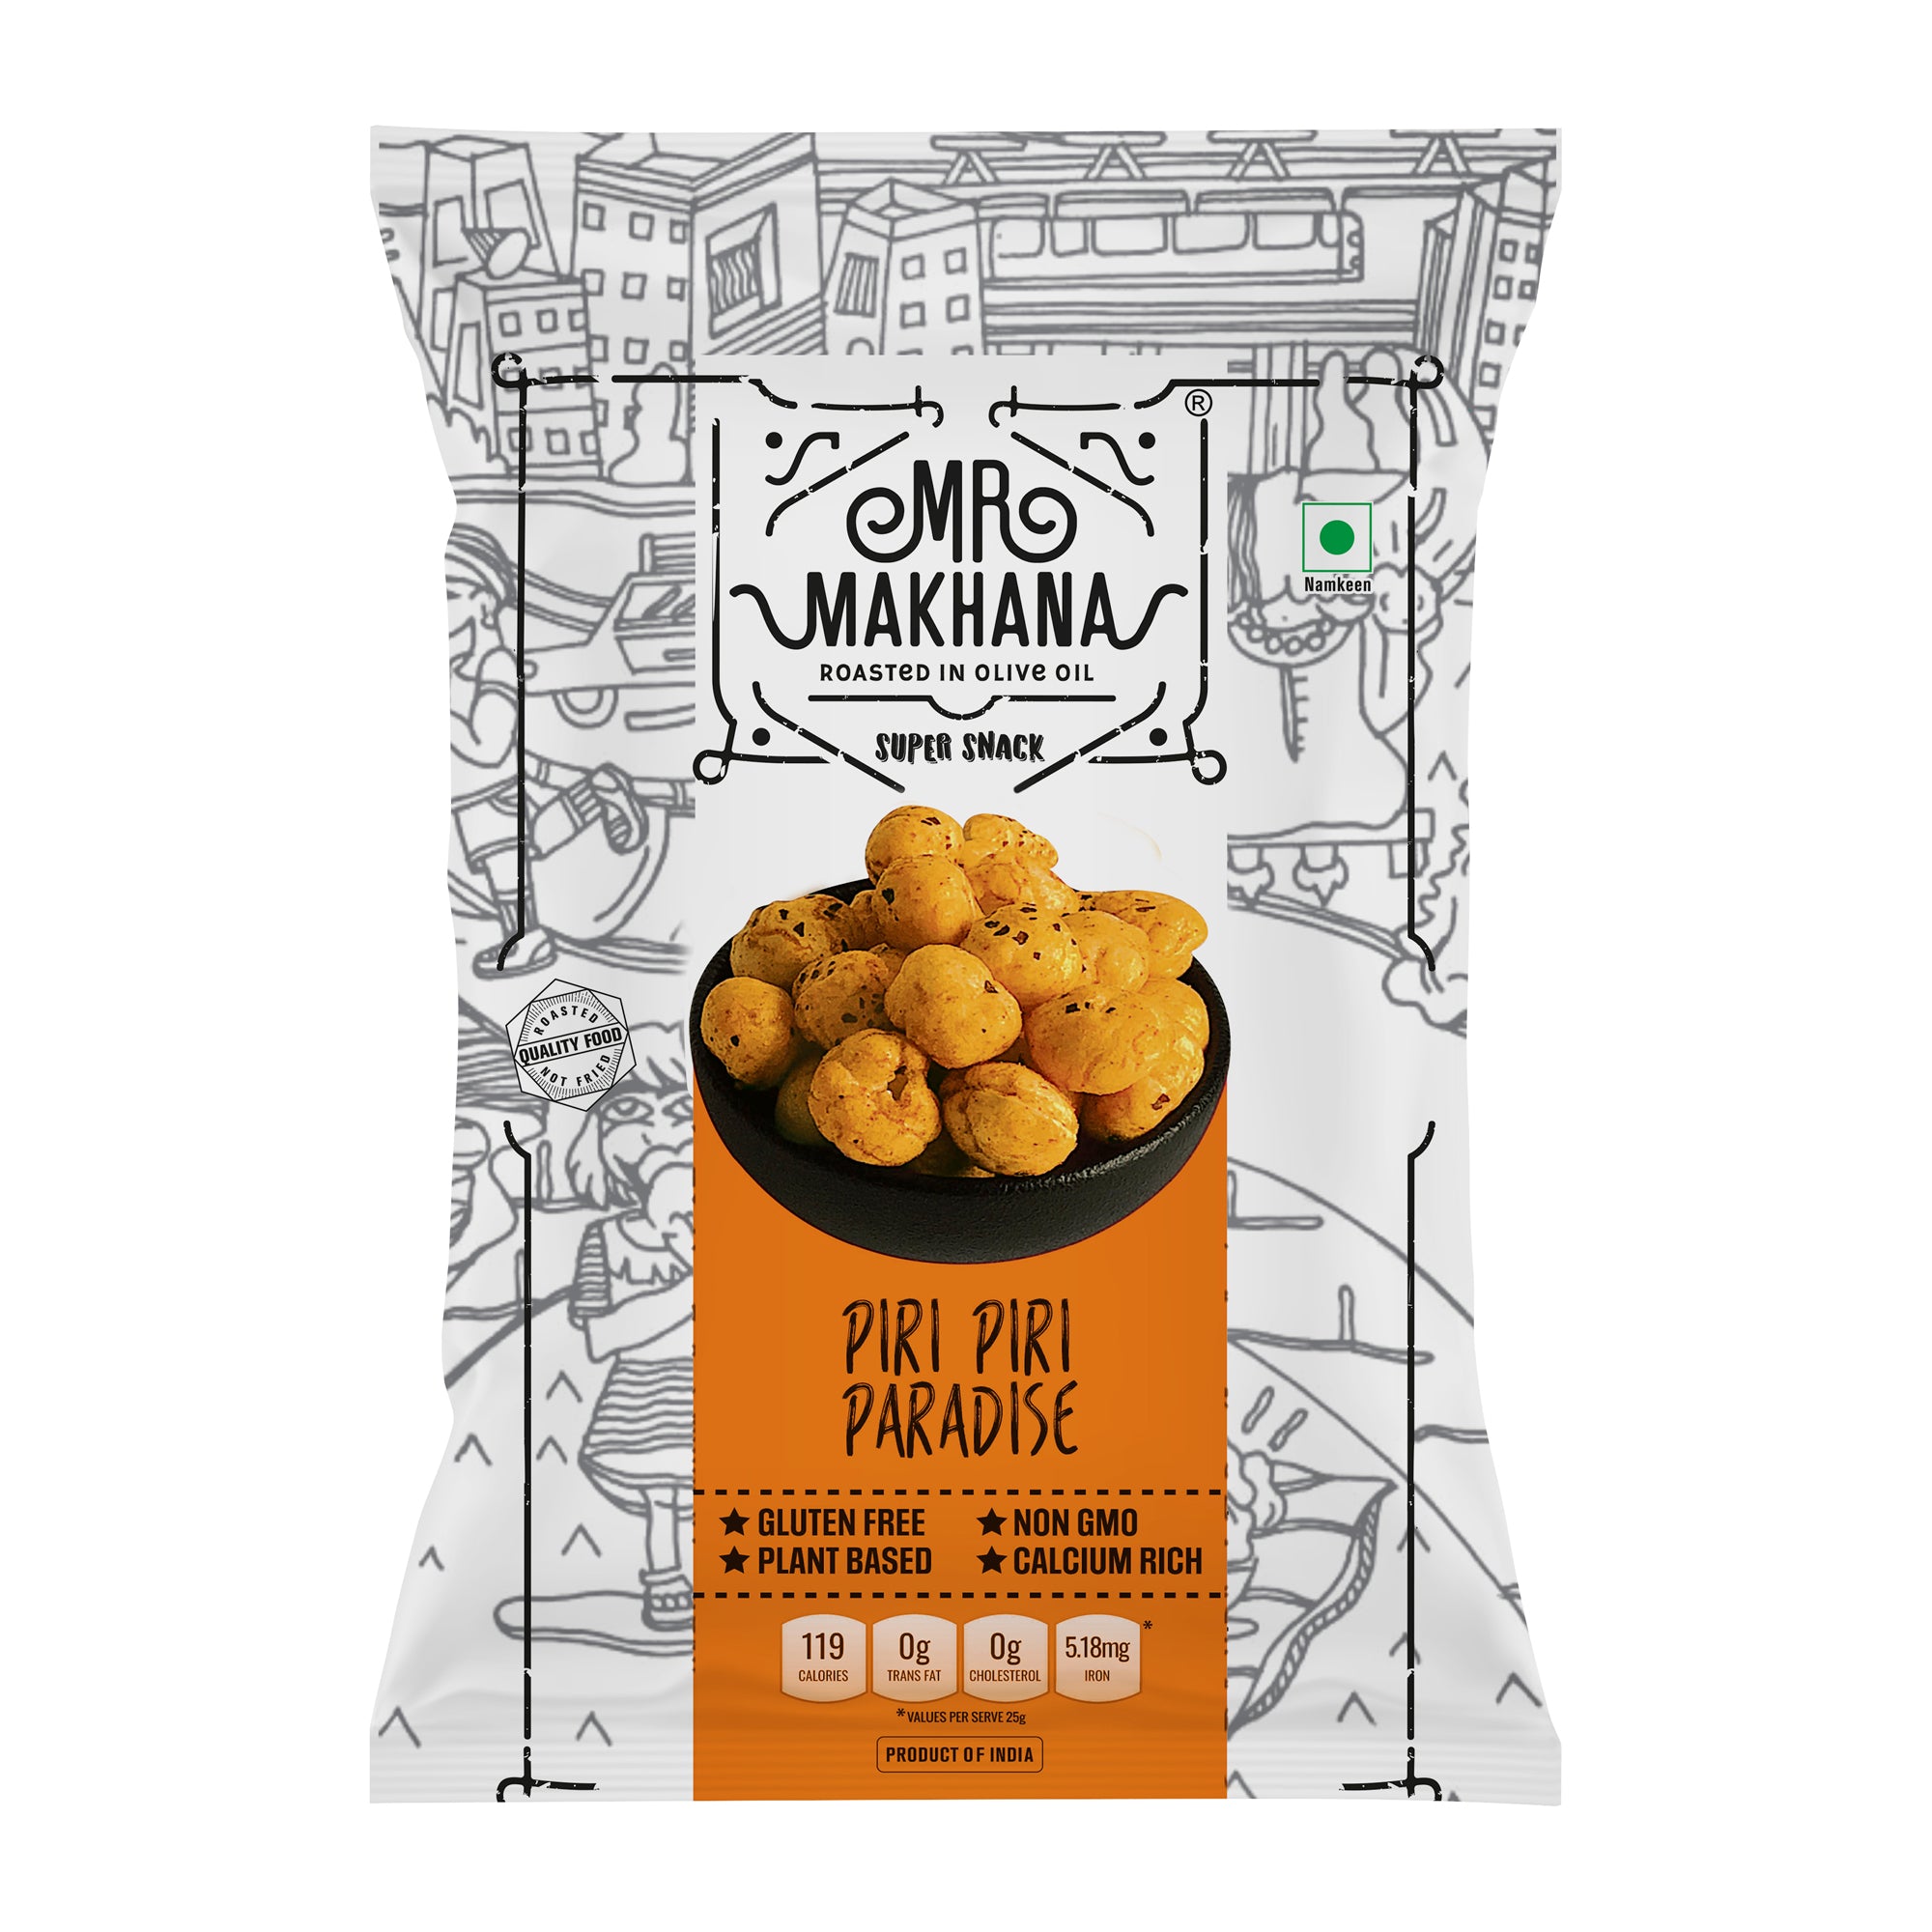 ®
MR
MAKHANA
ROASTED IN OLIVE OIL
SUPER SNACK
Namkeen
ROASTED
QUALITY FOOD
NOT FRIED
PIRI PIRI
PARADISE
★ GLUTEN FREE ★ NON GMO
★ PLANT BASED ★ CALCIUM RICH
119 0g 0g 5.18mg *
CALORIES TRANS FAT CHOLESTEROL IRON
*VALUES PER SERVE 25g
PRODUCT OF INDIA